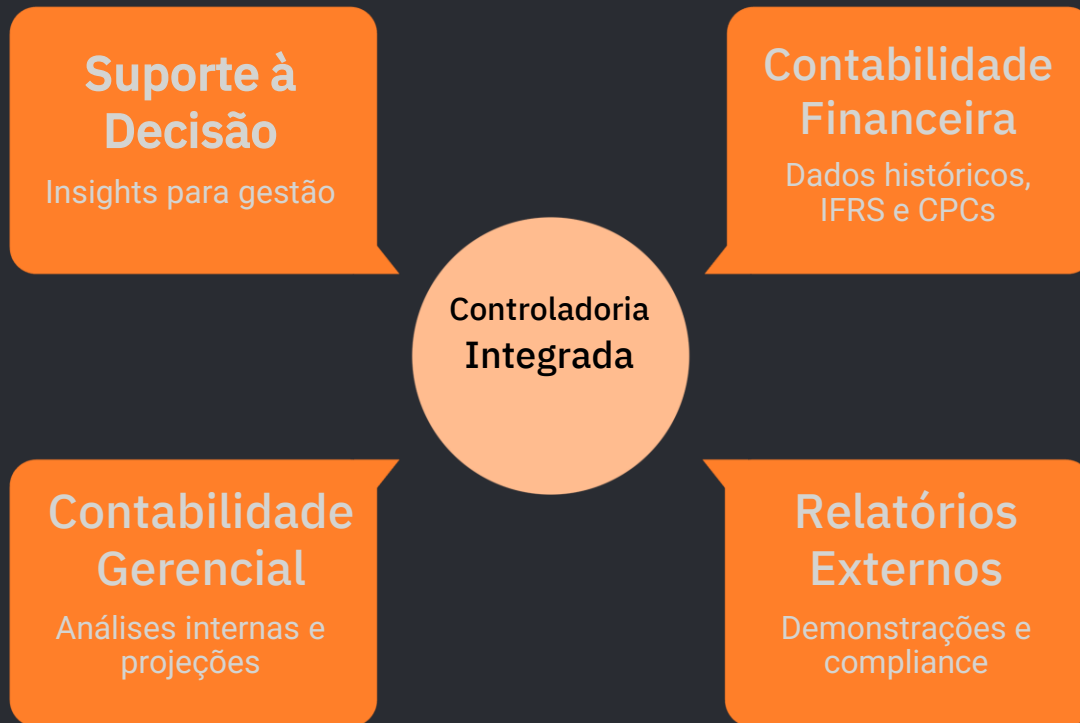 Suporte à
Decisão
Insights para gestão
Contabilidade
Financeira
Dados históricos,
IFRS e CPCs
Controladoria
Integrada
Contabilidade
Gerencial
Análises internas e
projeções
Relatórios
Externos
Demonstrações e
compliance